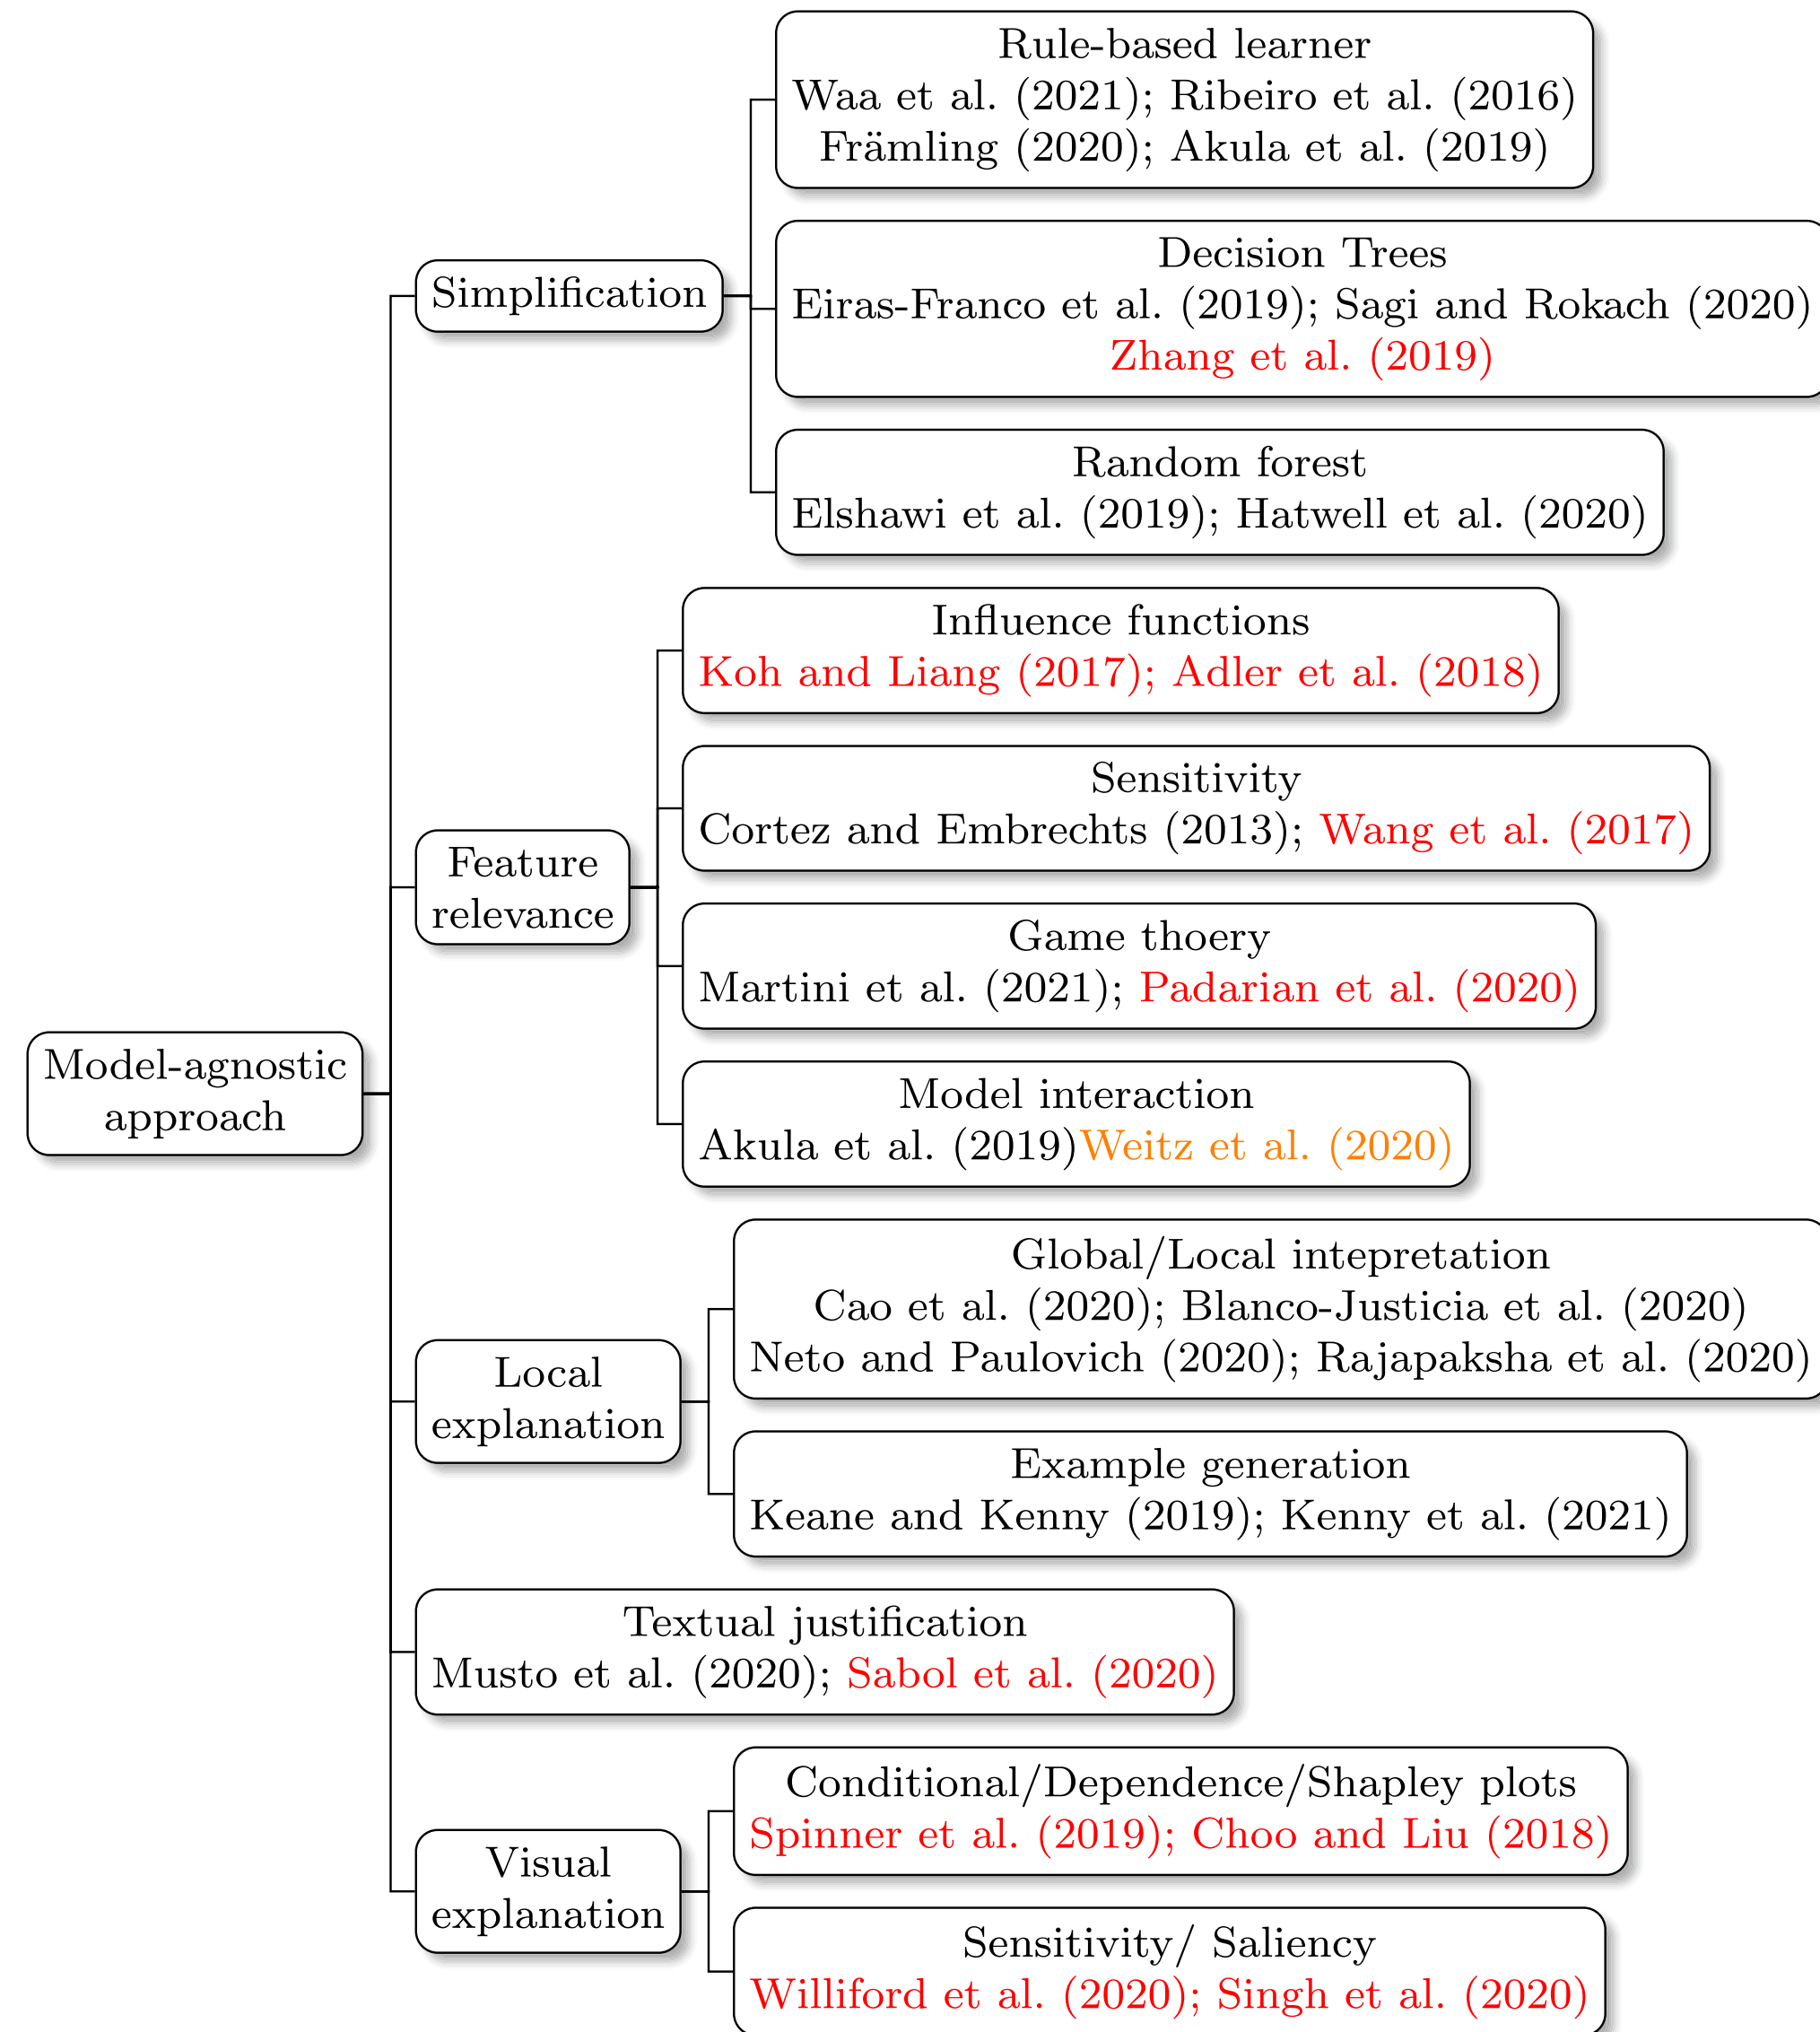 Rule-based learner
Waa et al. (2021); Ribeiro et al. (2016)
Främling (2020); Akula et al. (2019)
Decision Trees
Eiras-Franco et al. (2019); Sagi and Rokach (2020)
Zhang et al. (2019)
Simplification
Random forest
Elshawi et al. (2019); Hatwell et al. (2020)
Influence functions
Koh and Liang (2017); Adler et al. (2018)
Sensitivity
Cortez and Embrechts (2013); Wang et al. (2017)
Feature
relevance
Game thoery
Martini et al. (2021); Padarian et al. (2020)
Model-agnostic
approach
Model interaction
Akula et al. (2019)Weitz et al. (2020)
Global/Local intepretation
Cao et al. (2020); Blanco-Justicia et al. (2020)
Neto and Paulovich (2020); Rajapaksha et al. (2020)
Local
explanation
Example generation
Keane and Kenny (2019); Kenny et al. (2021)
Textual justification
Musto et al. (2020); Sabol et al. (2020)
Conditional/Dependence/Shapley plots
Spinner et al. (2019); Choo and Liu (2018)
Visual
explanation
Sensitivity/ Saliency
Williford et al. (2020); Singh et al. (2020)